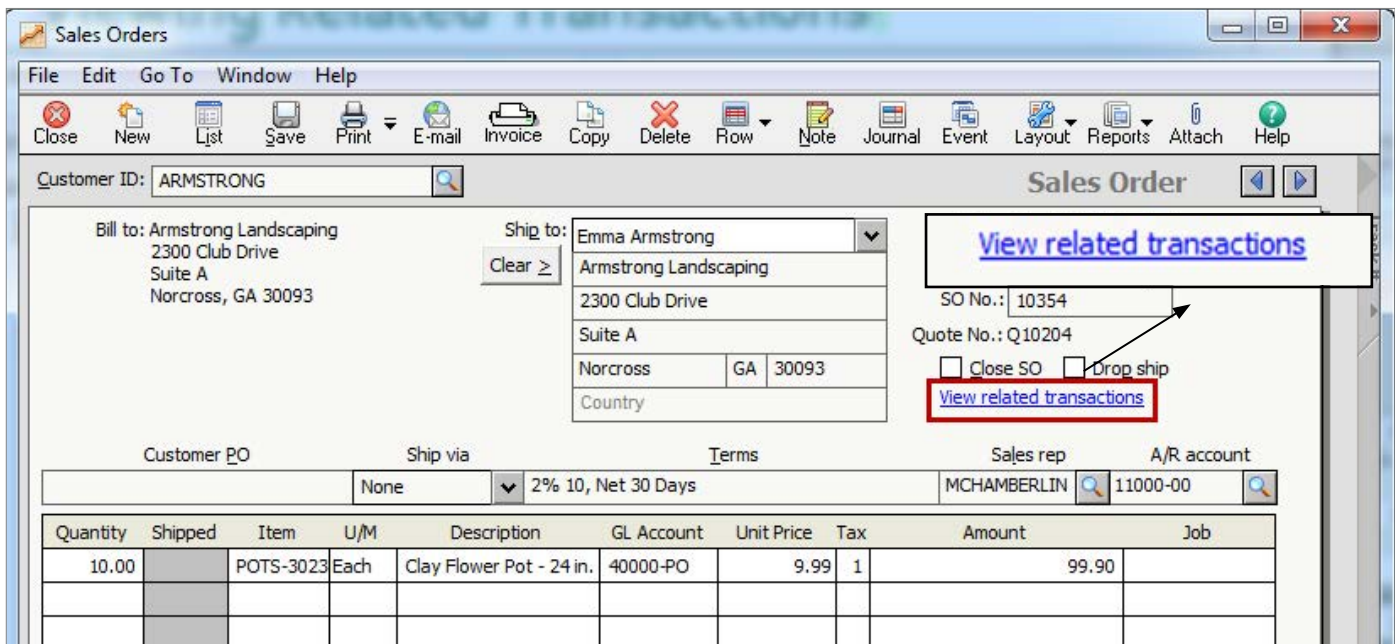 Viewing Related Transactions
Sales Orders
File Edit Go To Window Help
Close New List Save Print E-mail Invoice Copy Delete Row Note Journal Event Layout Reports Attach Help
Customer ID: ARMSTRONG
Sales Order
Bill to: Armstrong Landscaping
2300 Club Drive
Suite A
Norcross, GA 30093
Ship to: Emma Armstrong
Clear >
Armstrong Landscaping
2300 Club Drive
Suite A
Norcross GA 30093
Country
View related transactions
SO No.: 10354
Quote No.: Q10204
Close SO Drop ship
View related transactions
Customer PO Ship via Terms Sales rep A/R account
None 2% 10, Net 30 Days MCHAMBERLIN 11000-00
Quantity Shipped Item U/M Description GL Account Unit Price Tax Amount Job
10.00 POTS-3023 Each Clay Flower Pot - 24 in. 40000-PO 9.99 1 99.90